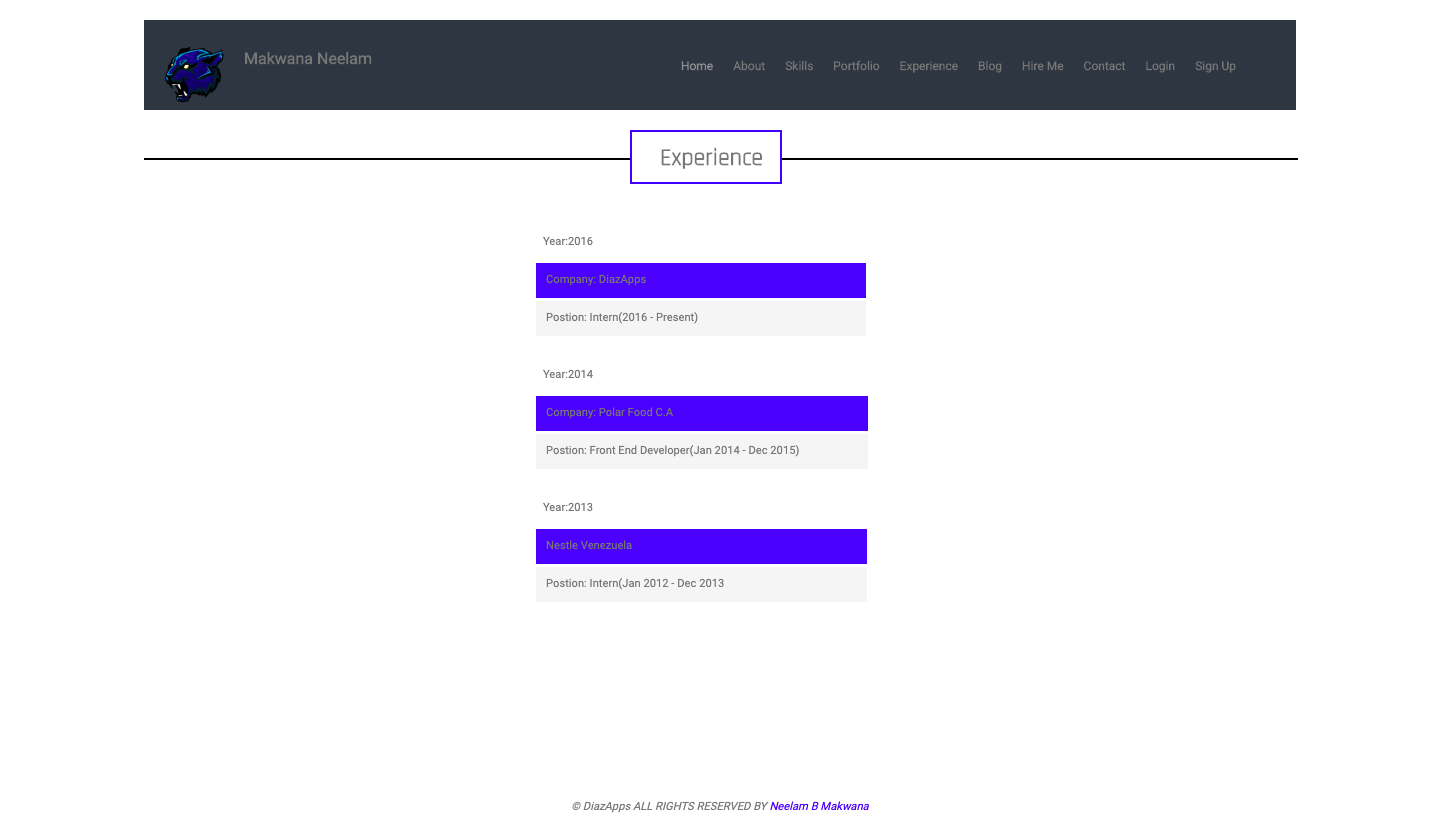 Makwana Neelam
Home About Skills Portfolio Experience Blog Hire Me Contact Login Sign Up
Experience
Year:2016
Company: DiazApps
Postion: Intern(2016 - Present)
Year:2014
Company: Polar Food C.A
Postion: Front End Developer(Jan 2014 - Dec 2015)
Year:2013
Nestle Venezuela
Postion: Intern(Jan 2012 - Dec 2013
© DiazApps ALL RIGHTS RESERVED BY Neelam B Makwana